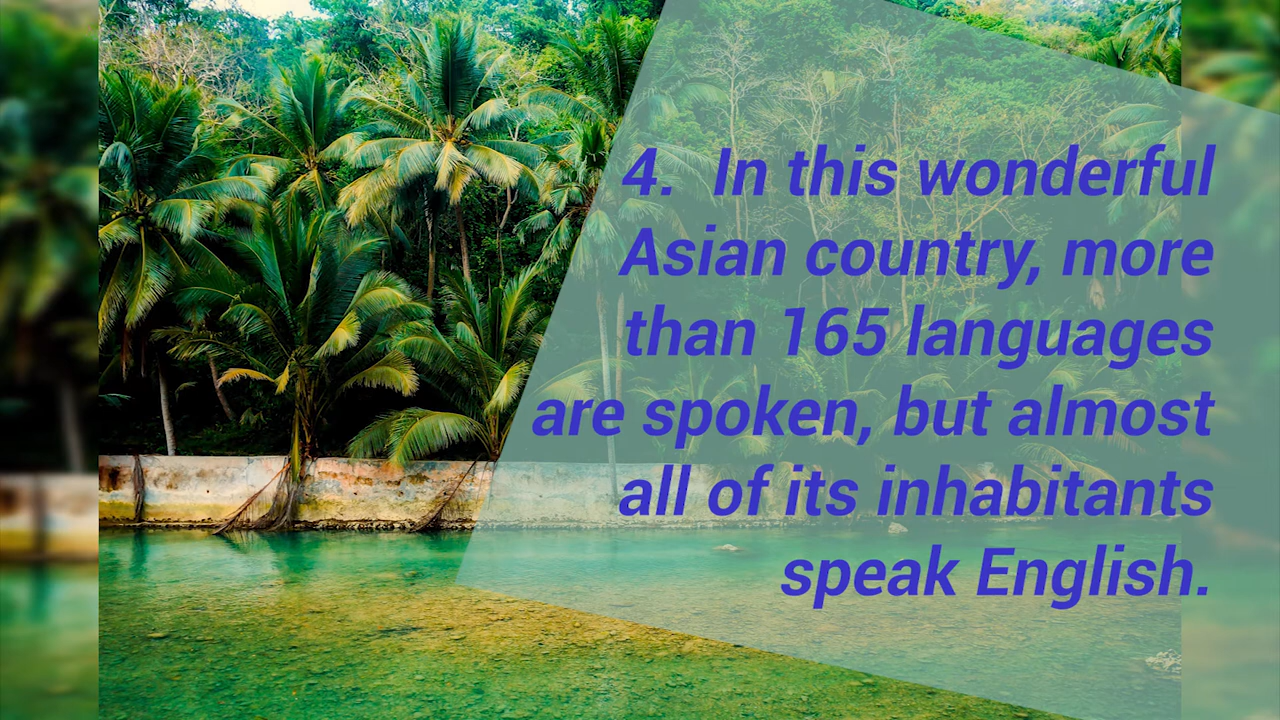 4.  In this wonderful
Asian country, more
than 165 languages
are spoken, but almost
all of its inhabitants
speak English.